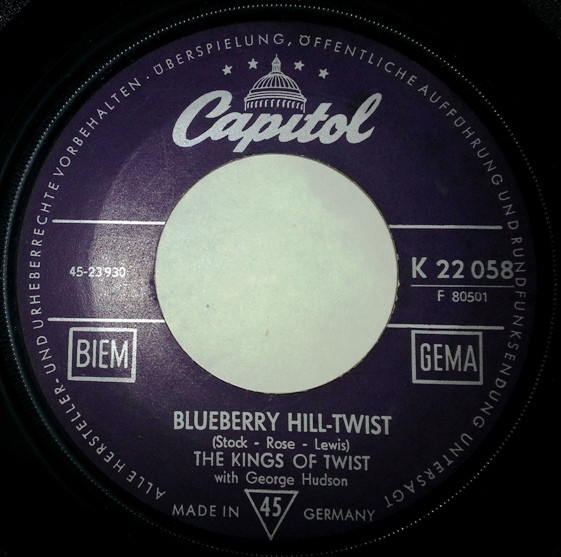 ALLE HERSTELLER- UND URHEBERRECHTE VORBEHALTEN · ÜBERSPIELUNG, ÖFFENTLICHE AUFFÜHRUNG UND RUNDFUNKSENDUNG UNTERSAGT
Capitol
45-23930
K 22 058
F 80501
BIEM
GEMA
BLUEBERRY HILL-TWIST
(Stock - Rose - Lewis)
THE KINGS OF TWIST
with George Hudson
MADE IN 45 GERMANY